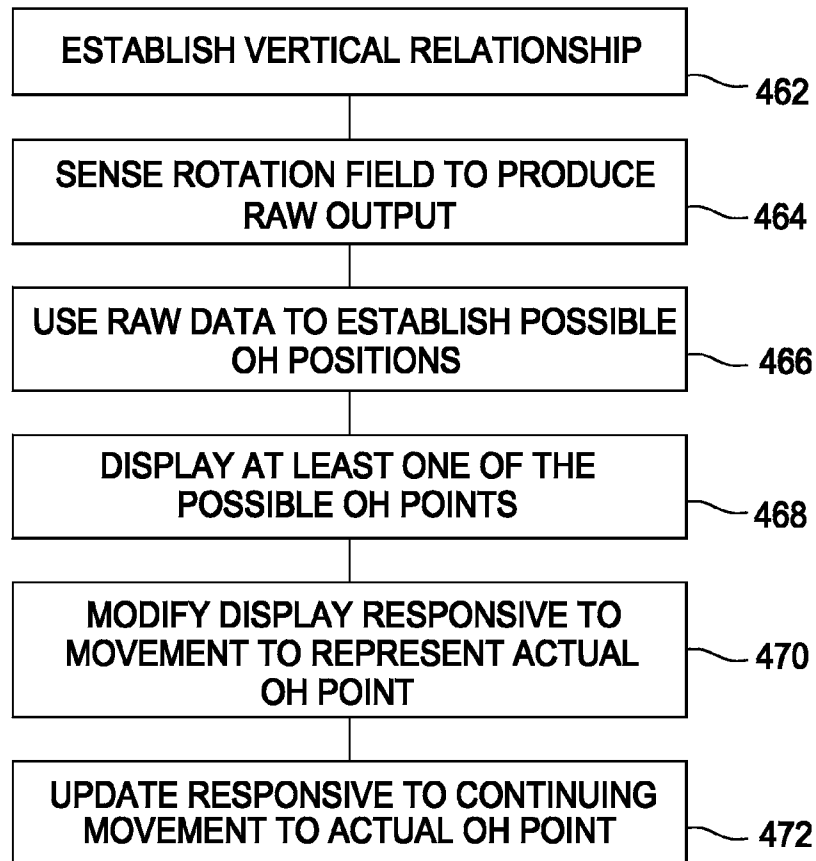 ESTABLISH VERTICAL RELATIONSHIP
462
SENSE ROTATION FIELD TO PRODUCE
RAW OUTPUT
464
USE RAW DATA TO ESTABLISH POSSIBLE
OH POSITIONS
466
DISPLAY AT LEAST ONE OF THE
POSSIBLE OH POINTS
468
MODIFY DISPLAY RESPONSIVE TO
MOVEMENT TO REPRESENT ACTUAL
OH POINT
470
UPDATE RESPONSIVE TO CONTINUING
MOVEMENT TO ACTUAL OH POINT
472